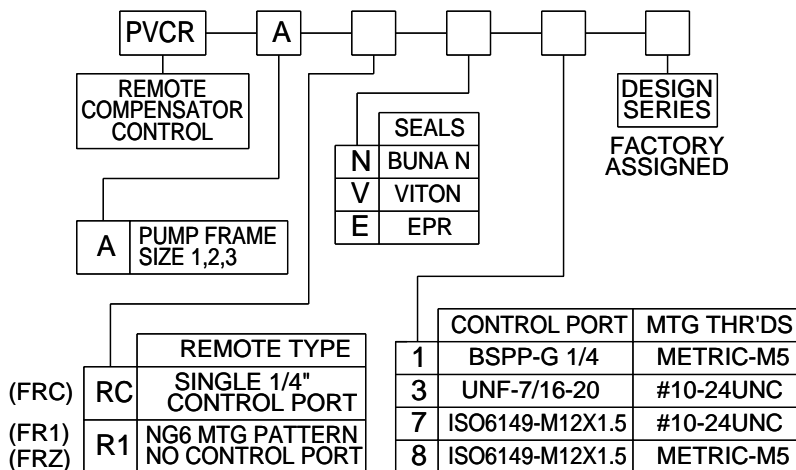 PVCR A
REMOTE
COMPENSATOR
CONTROL
DESIGN
SERIES
FACTORY
ASSIGNED
SEALS
N BUNA N
V VITON
E EPR
A PUMP FRAME
SIZE 1,2,3
REMOTE TYPE
(FRC) RC SINGLE 1/4"
CONTROL PORT
(FR1)
(FRZ)
R1 NG6 MTG PATTERN
NO CONTROL PORT
CONTROL PORT MTG THR'DS
1 BSPP-G 1/4 METRIC-M5
3 UNF-7/16-20 #10-24UNC
7 ISO6149-M12X1.5 #10-24UNC
8 ISO6149-M12X1.5 METRIC-M5